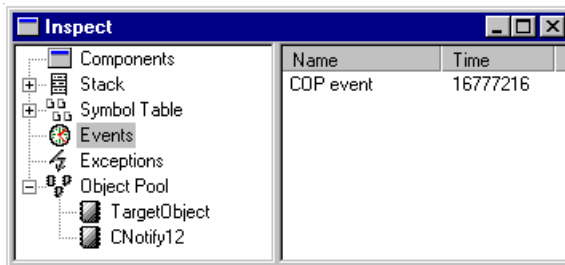 Inspect
Components
Stack
Symbol Table
Events
Exceptions
Object Pool
TargetObject
CNotify12
Name Time
COP event 16777216